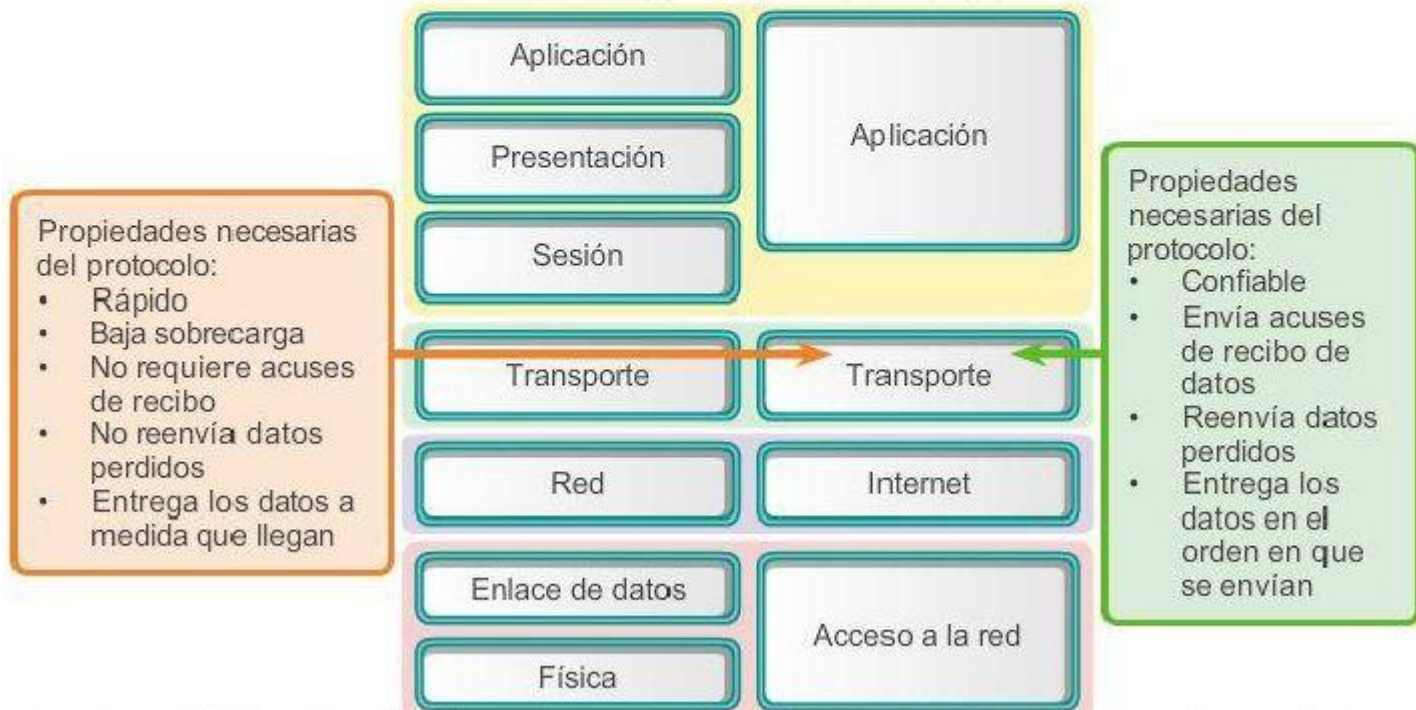 Aplicación
Presentación
Sesión
Transporte
Red
Enlace de datos
Física
Aplicación
Transporte
Internet
Acceso a la red
Propiedades necesarias
del protocolo:
• Rápido
• Baja sobrecarga
• No requiere acuses
de recibo
• No reenvía datos
perdidos
• Entrega los datos a
medida que llegan
Propiedades
necesarias del
protocolo:
• Confiable
• Envía acuses
de recibo de
datos
• Reenvía datos
perdidos
• Entrega los
datos en el
orden en que
se envían